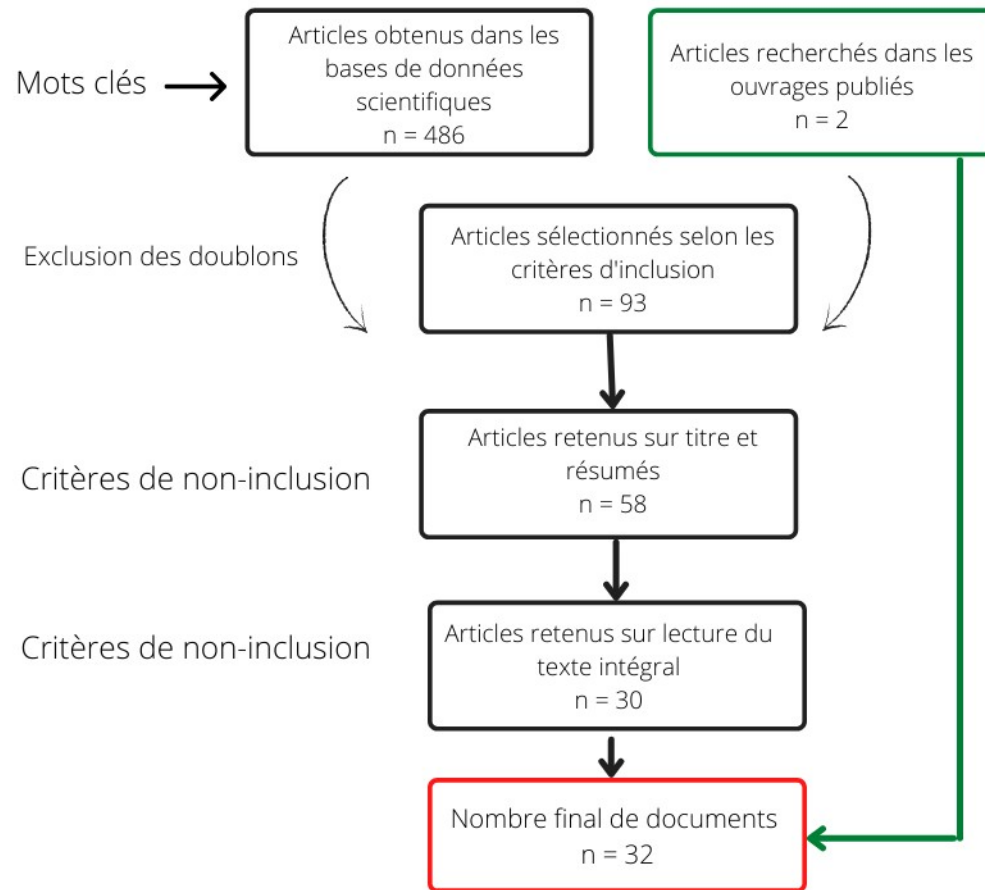 Mots clés
Articles obtenus dans les
bases de données
scientifiques
n = 486
Articles recherchés dans les
ouvrages publiés
n = 2
Exclusion des doublons
Articles sélectionnés selon les
critères d'inclusion
n = 93
Critères de non-inclusion
Articles retenus sur titre et
résumés
n = 58
Critères de non-inclusion
Articles retenus sur lecture du
texte intégral
n = 30
Nombre final de documents
n = 32